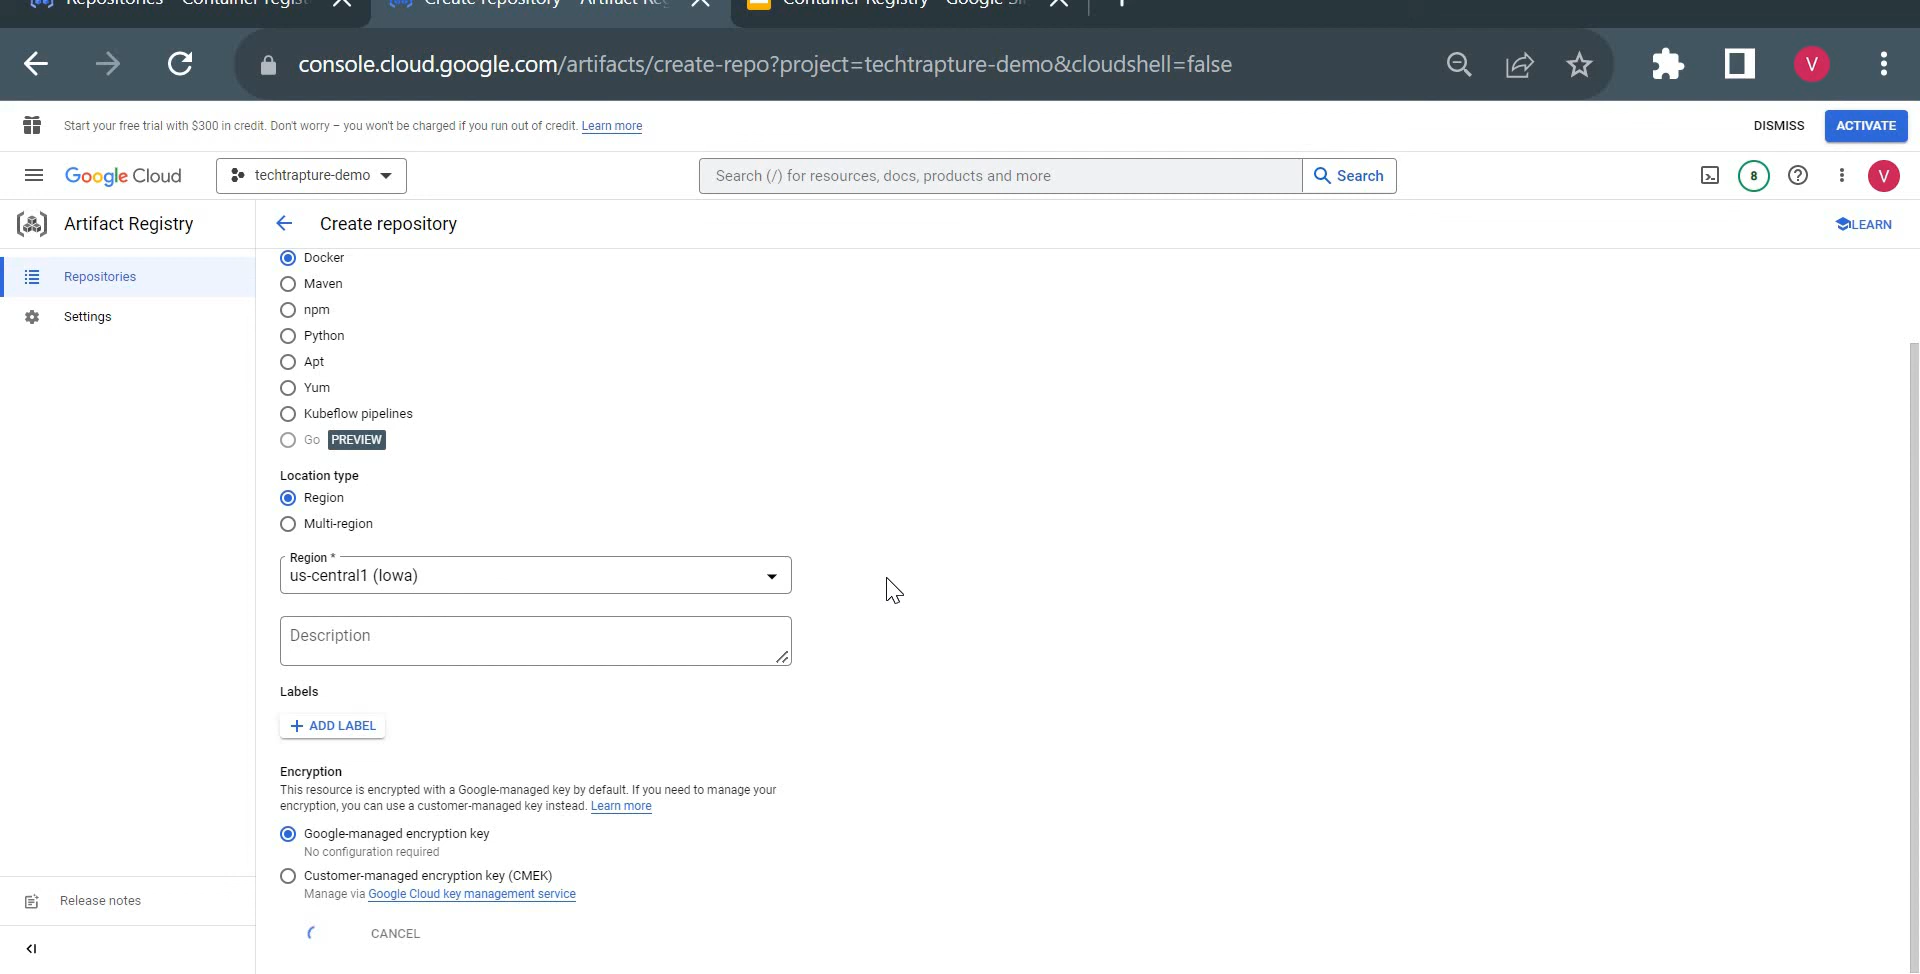 Repositories – Container regist
Create repository – Artifact Reg
Container Registry – Google Sl
console.cloud.google.com/artifacts/create-repo?project=techtrapture-demo&cloudshell=false
V
Start your free trial with $300 in credit. Don't worry – you won't be charged if you run out of credit. Learn more
DISMISS
ACTIVATE
Google Cloud
techtrapture-demo
Search (/) for resources, docs, products and more
Search
8
V
Artifact Registry
Create repository
LEARN
Repositories
Settings
Docker
Maven
npm
Python
Apt
Yum
Kubeflow pipelines
Go PREVIEW
Location type
Region
Multi-region
Region *
us-central1 (Iowa)
Description
Labels
ADD LABEL
Encryption
This resource is encrypted with a Google-managed key by default. If you need to manage your
encryption, you can use a customer-managed key instead. Learn more
Google-managed encryption key
No configuration required
Customer-managed encryption key (CMEK)
Manage via Google Cloud key management service
CANCEL
Release notes